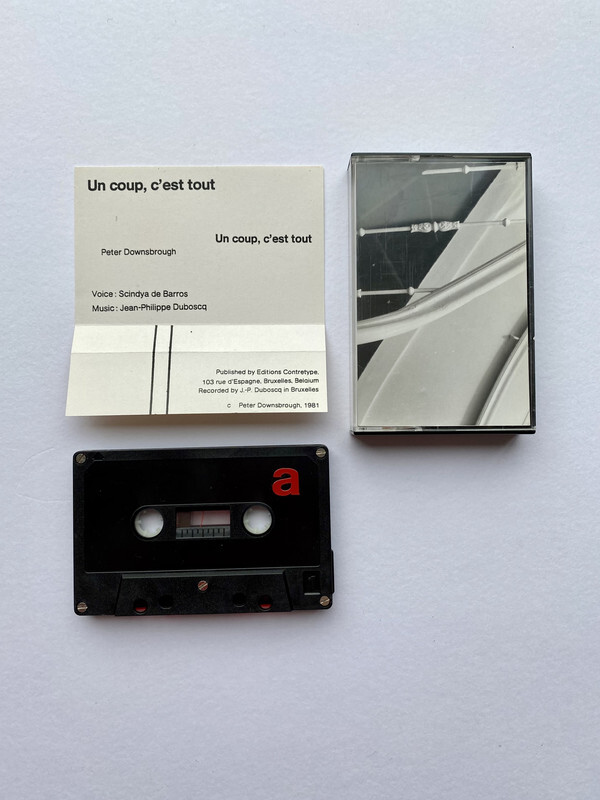 Un coup, c'est tout
Un coup, c'est tout
Peter Downsbrough
Voice : Scindya de Barros
Music : Jean-Philippe Duboscq
Published by Editions Contretype,
103 rue d'Espagne, Bruxelles, Belgium
Recorded by J.-P. Duboscq in Bruxelles
c Peter Downsbrough, 1981
a